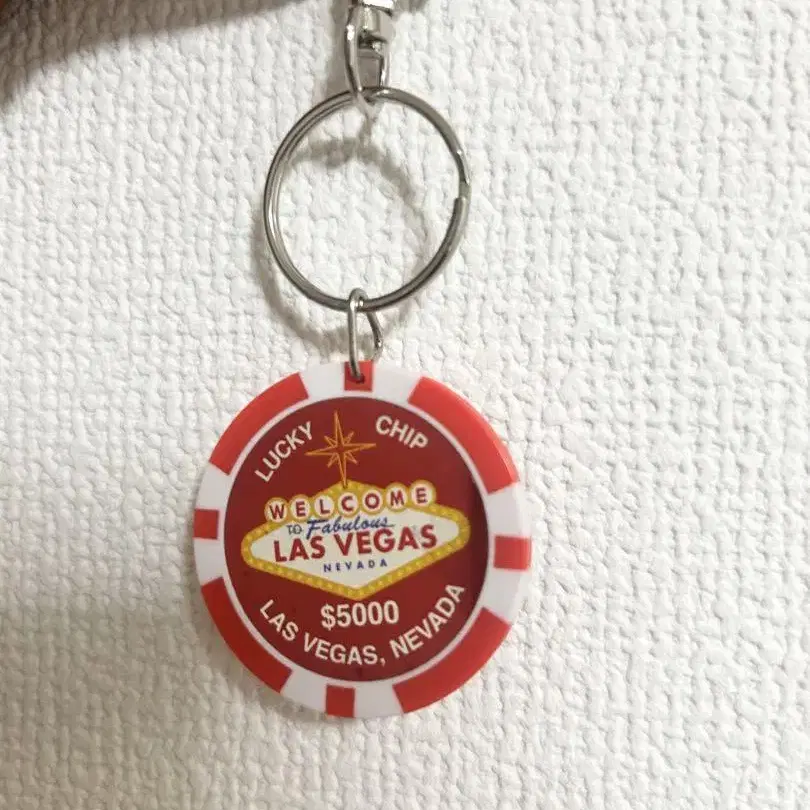 LUCKY CHIP
WELCOME
TO Fabulous
LAS VEGAS
NEVADA
$5000
LAS VEGAS, NEVADA